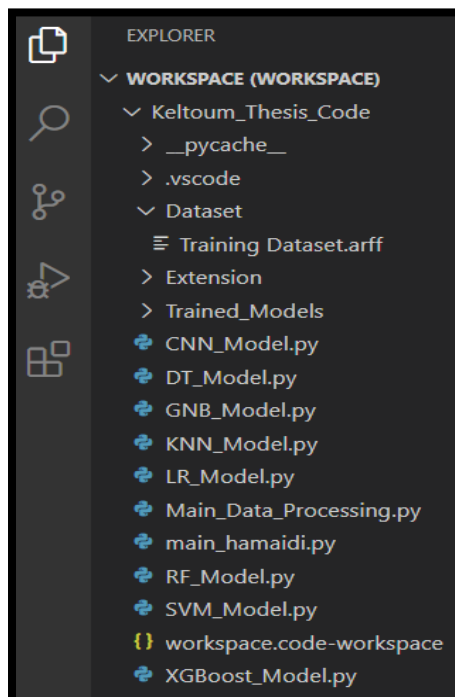 EXPLORER
WORKSPACE (WORKSPACE)
Keltoum_Thesis_Code
__pycache__
.vscode
Dataset
Training Dataset.arff
Extension
Trained_Models
CNN_Model.py
DT_Model.py
GNB_Model.py
KNN_Model.py
LR_Model.py
Main_Data_Processing.py
main_hamaidi.py
RF_Model.py
SVM_Model.py
{} workspace.code-workspace
XGBoost_Model.py